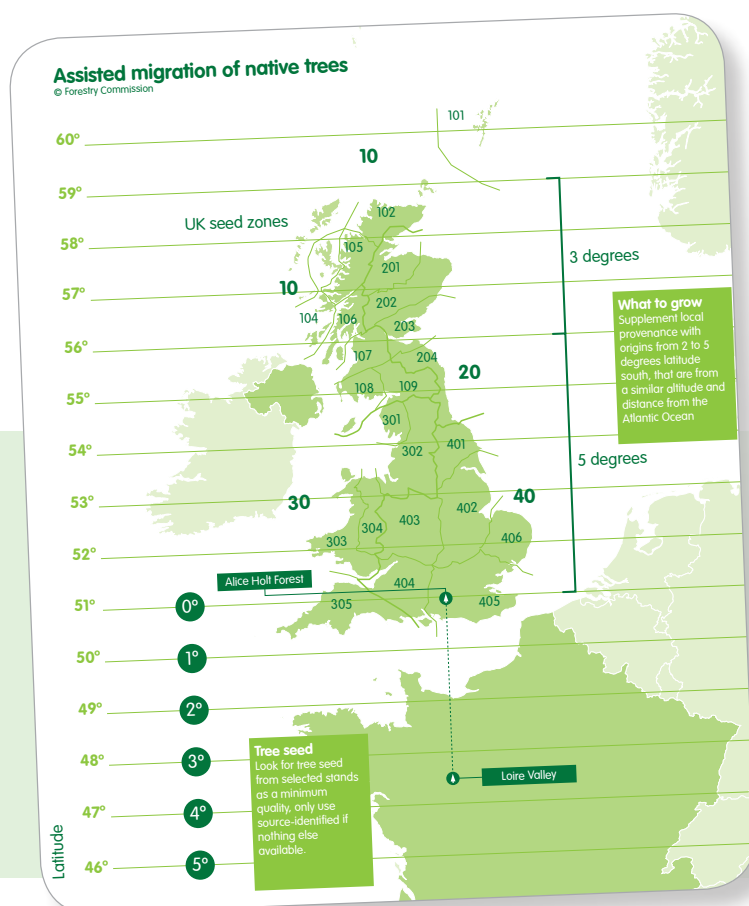 Assisted migration of native trees
© Forestry Commission
60°
59°
58°
57°
56°
55°
54°
53°
52°
51°
50°
49°
48°
47°
46°
Latitude
101
10
UK seed zones
102
105
201
10
202
104
106
203
107
204
20
108
109
301
302
401
30
40
402
403
304
303
406
404
305
405
3 degrees
5 degrees
What to grow
Supplement local
provenance with
origins from 2 to 5
degrees latitude
south, that are from
a similar altitude and
distance from the
Atlantic Ocean
Alice Holt Forest
0°
1°
2°
3°
4°
5°
Tree seed
Look for tree seed
from selected stands
as a minimum
quality, only use
source-identified if
nothing else
available.
Loire Valley